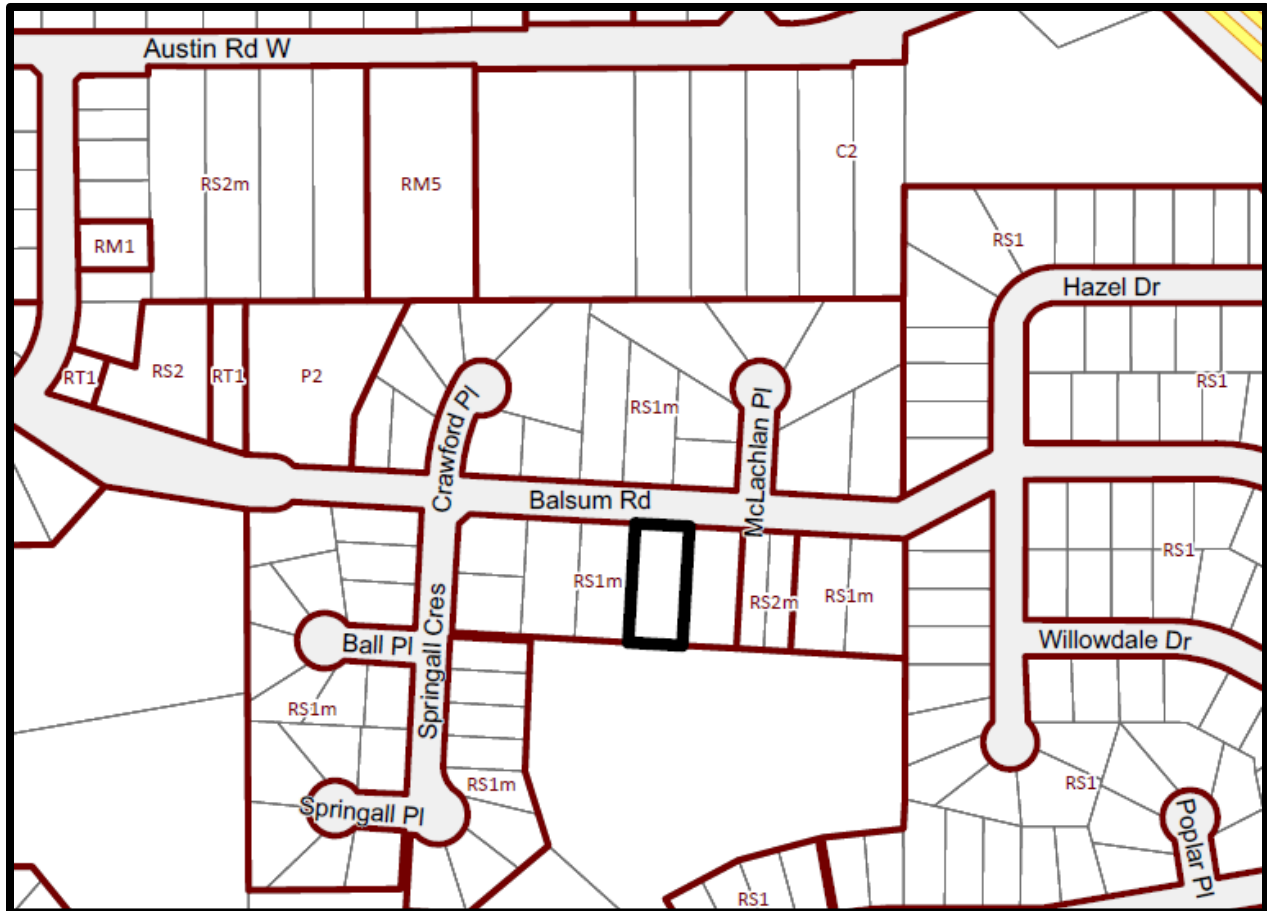 Austin Rd W
C2
RS2m
RM5
RS1
RM1
Hazel Dr
RT1
RS2
RT1
P2
RS1
Crawford Pl
RS1m
McLachlan Pl
Balsum Rd
RS1
RS1m
RS2m
RS1m
Springall Cres
Ball Pl
Willowdale Dr
RS1m
RS1m
RS1
Springall Pl
Poplar Pl
RS1